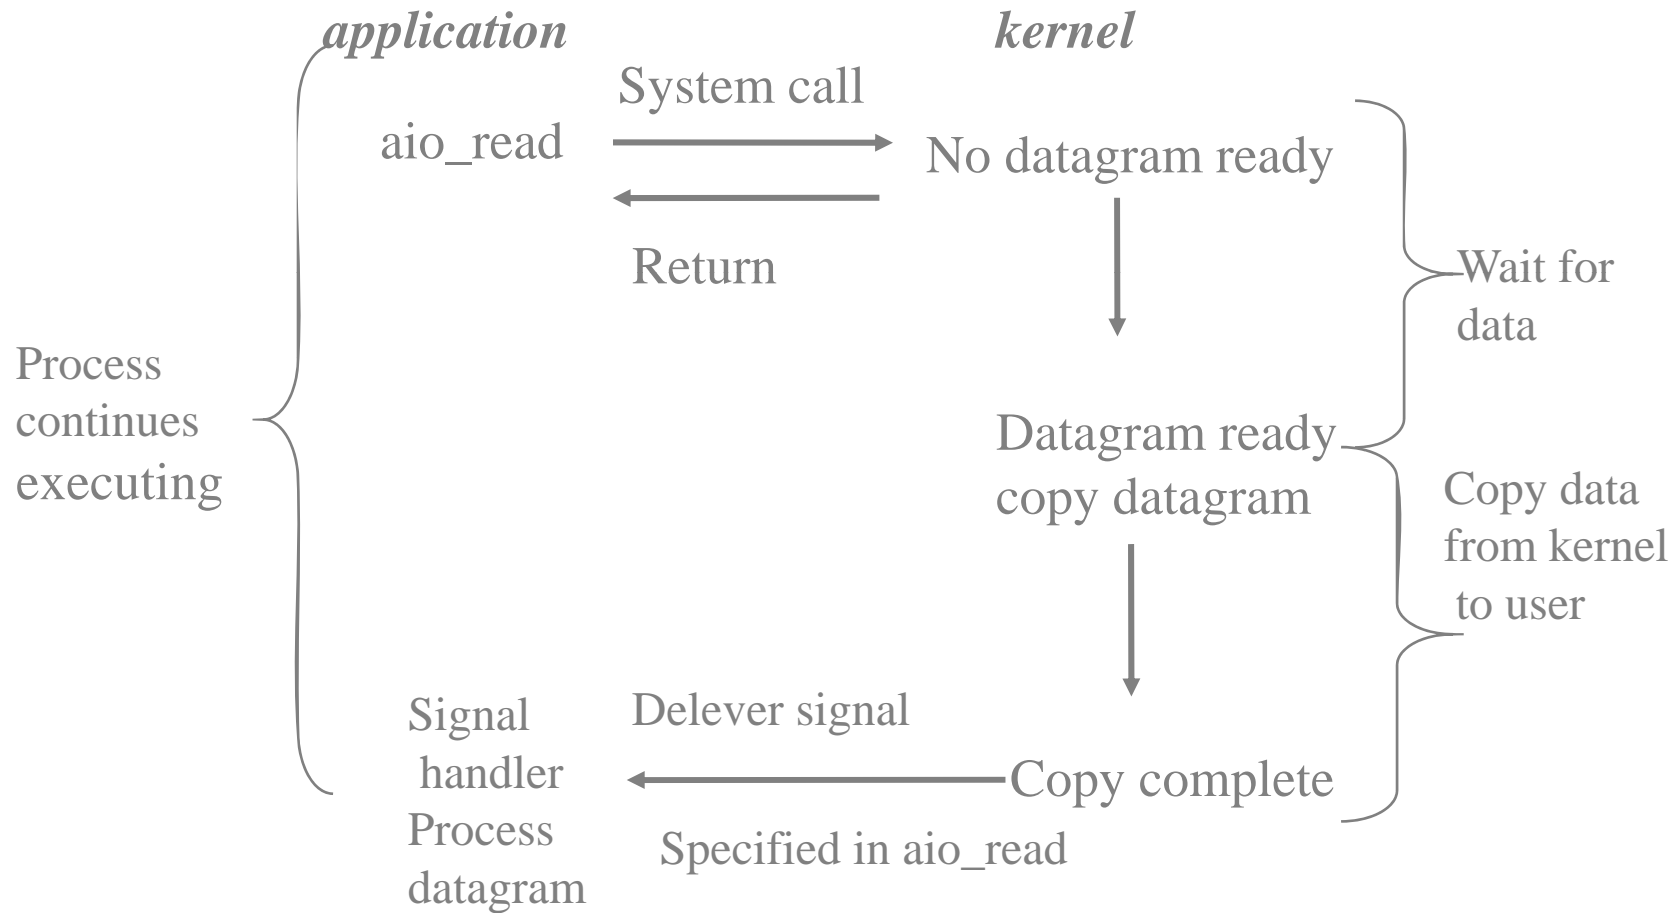 application
kernel
System call
aio_read
No datagram ready
Return
Wait for
data
Process
continues
executing
Datagram ready
copy datagram
Copy data
from kernel
to user
Signal
handler
Process
datagram
Delever signal
Copy complete
Specified in aio_read